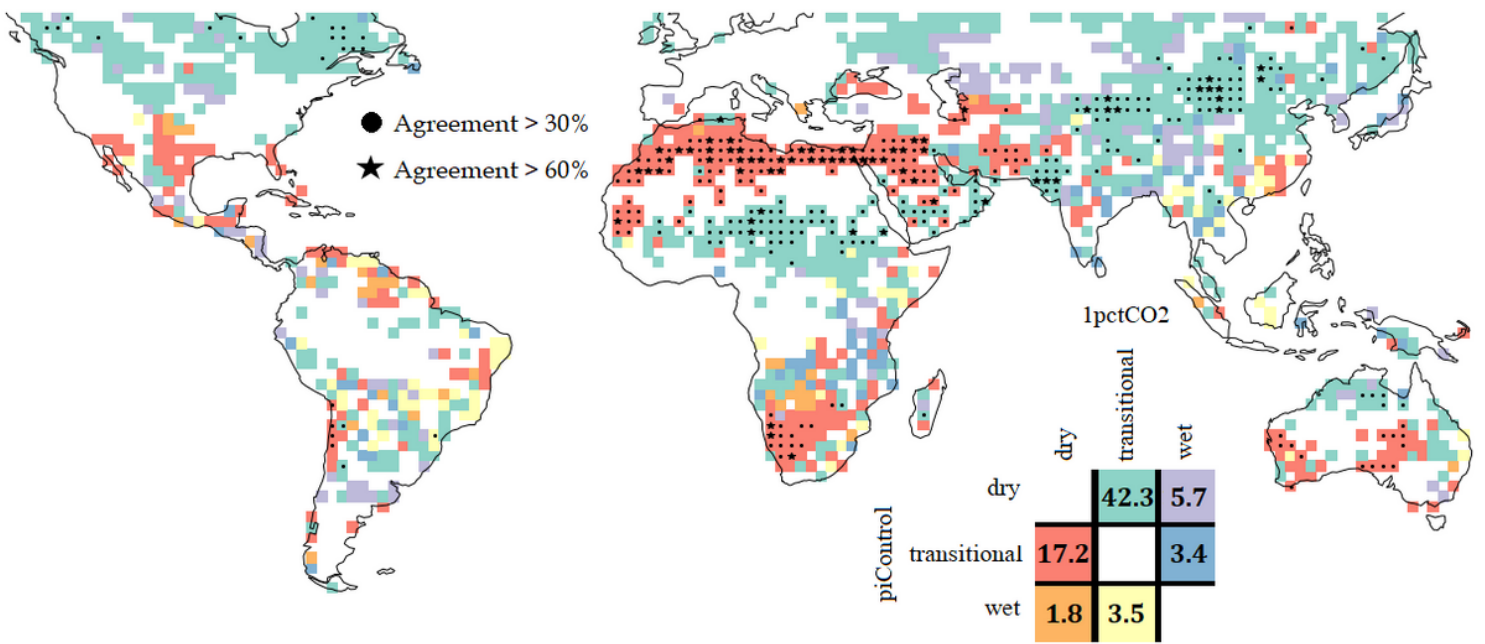 Agreement > 30%
Agreement > 60%
1pctCO2
dry
transitional
wet
piControl
dry
42.3
5.7
transitional
17.2
3.4
wet
1.8
3.5